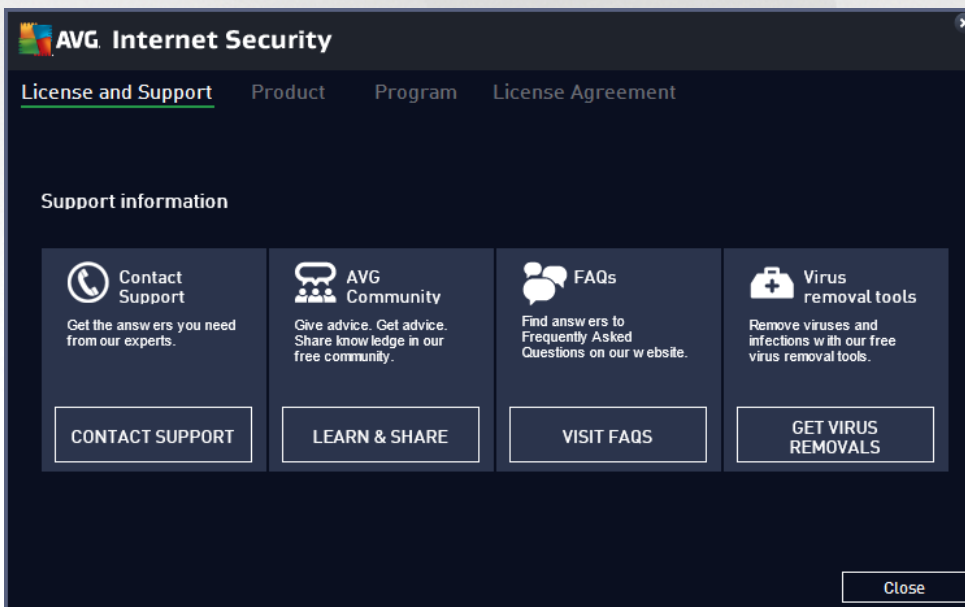 AVG. Internet Security
License and Support Product Program License Agreement
Support information
Contact
Support
Get the answers you need
from our experts.
CONTACT SUPPORT
AVG
Community
Give advice. Get advice.
Share knowledge in our
free community.
LEARN & SHARE
FAQs
Find answers to
Frequently Asked
Questions on our website.
VISIT FAQS
Virus
removal tools
Remove viruses and
infections with our free
virus removal tools.
GET VIRUS
REMOVALS
Close